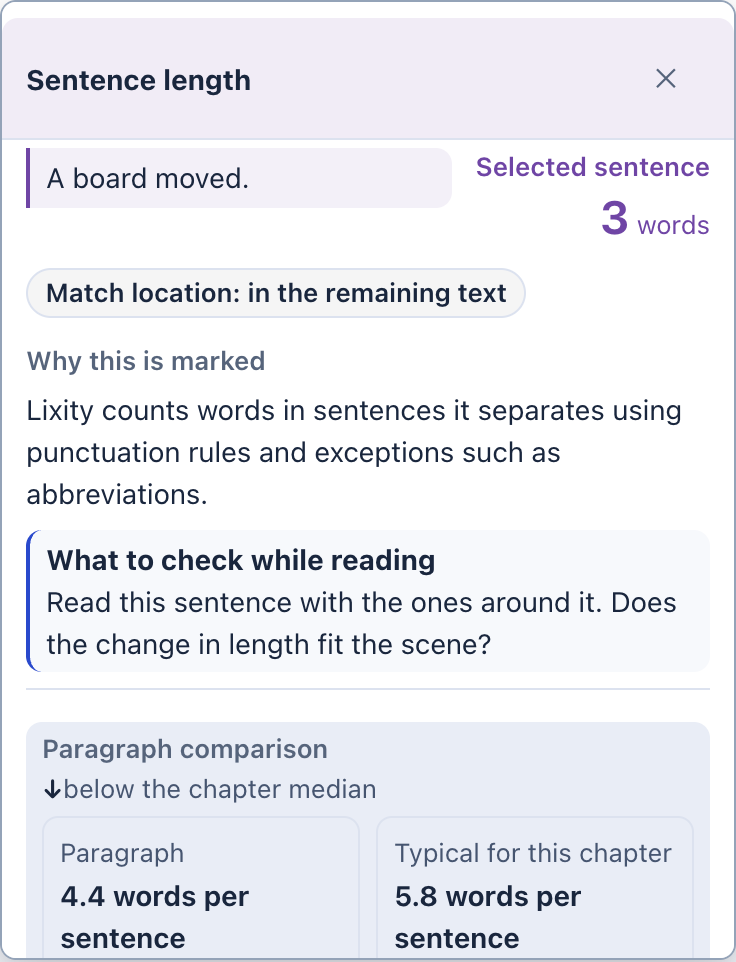 Sentence length
A board moved.
Selected sentence
3 words
Match location: in the remaining text
Why this is marked
Lixity counts words in sentences it separates using
punctuation rules and exceptions such as
abbreviations.
What to check while reading
Read this sentence with the ones around it. Does
the change in length fit the scene?
Paragraph comparison
↓below the chapter median
Paragraph
4.4 words per
sentence
Typical for this chapter
5.8 words per
sentence